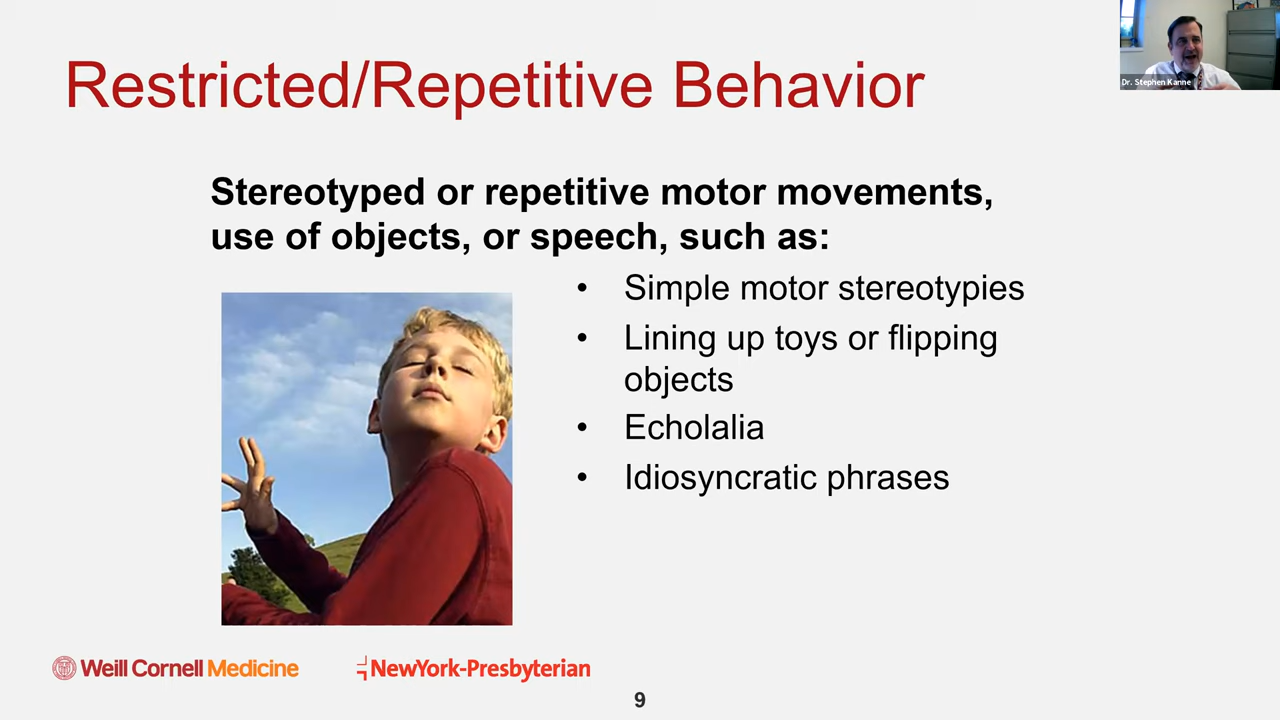 Restricted/Repetitive Behavior
Dr. Stephen Kanne
Stereotyped or repetitive motor movements,
use of objects, or speech, such as:
• Simple motor stereotypies
• Lining up toys or flipping
objects
• Echolalia
• Idiosyncratic phrases
Weill Cornell Medicine
NewYork-Presbyterian
9